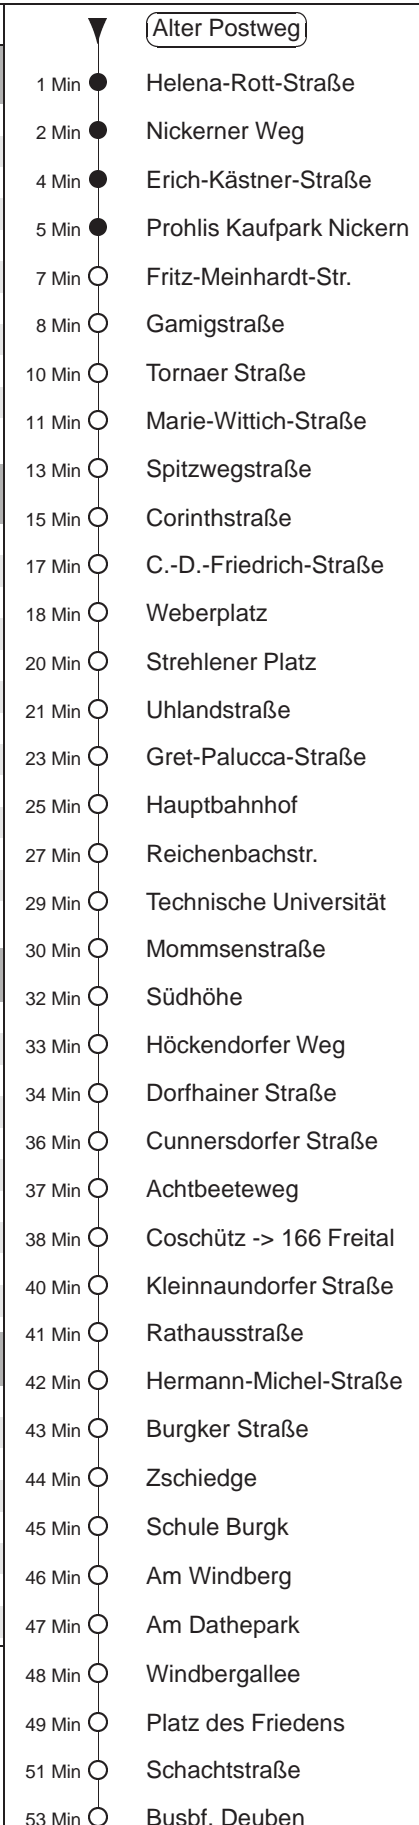 Alter Postweg
1 Min Helena-Rott-Straße
2 Min Nickerner Weg
4 Min Erich-Kästner-Straße
5 Min Prohlis Kaufpark Nickern
7 Min Fritz-Meinhardt-Str.
8 Min Gamigstraße
10 Min Tornaer Straße
11 Min Marie-Wittich-Straße
13 Min Spitzwegstraße
15 Min Corinthstraße
17 Min C.-D.-Friedrich-Straße
18 Min Weberplatz
20 Min Strehlener Platz
21 Min Uhlandstraße
23 Min Gret-Palucca-Straße
25 Min Hauptbahnhof
27 Min Reichenbachstr.
29 Min Technische Universität
30 Min Mommsenstraße
32 Min Südhöhe
33 Min Höckendorfer Weg
34 Min Dorfhainer Straße
36 Min Cunnersdorfer Straße
37 Min Achtbeeteweg
38 Min Coschütz -> 166 Freital
40 Min Kleinnaundorfer Straße
41 Min Rathausstraße
42 Min Hermann-Michel-Straße
43 Min Burgker Straße
44 Min Zschiedge
45 Min Schule Burgk
46 Min Am Windberg
47 Min Am Dathepark
48 Min Windbergallee
49 Min Platz des Friedens
51 Min Schachtstraße
53 Min Busbf. Deuben